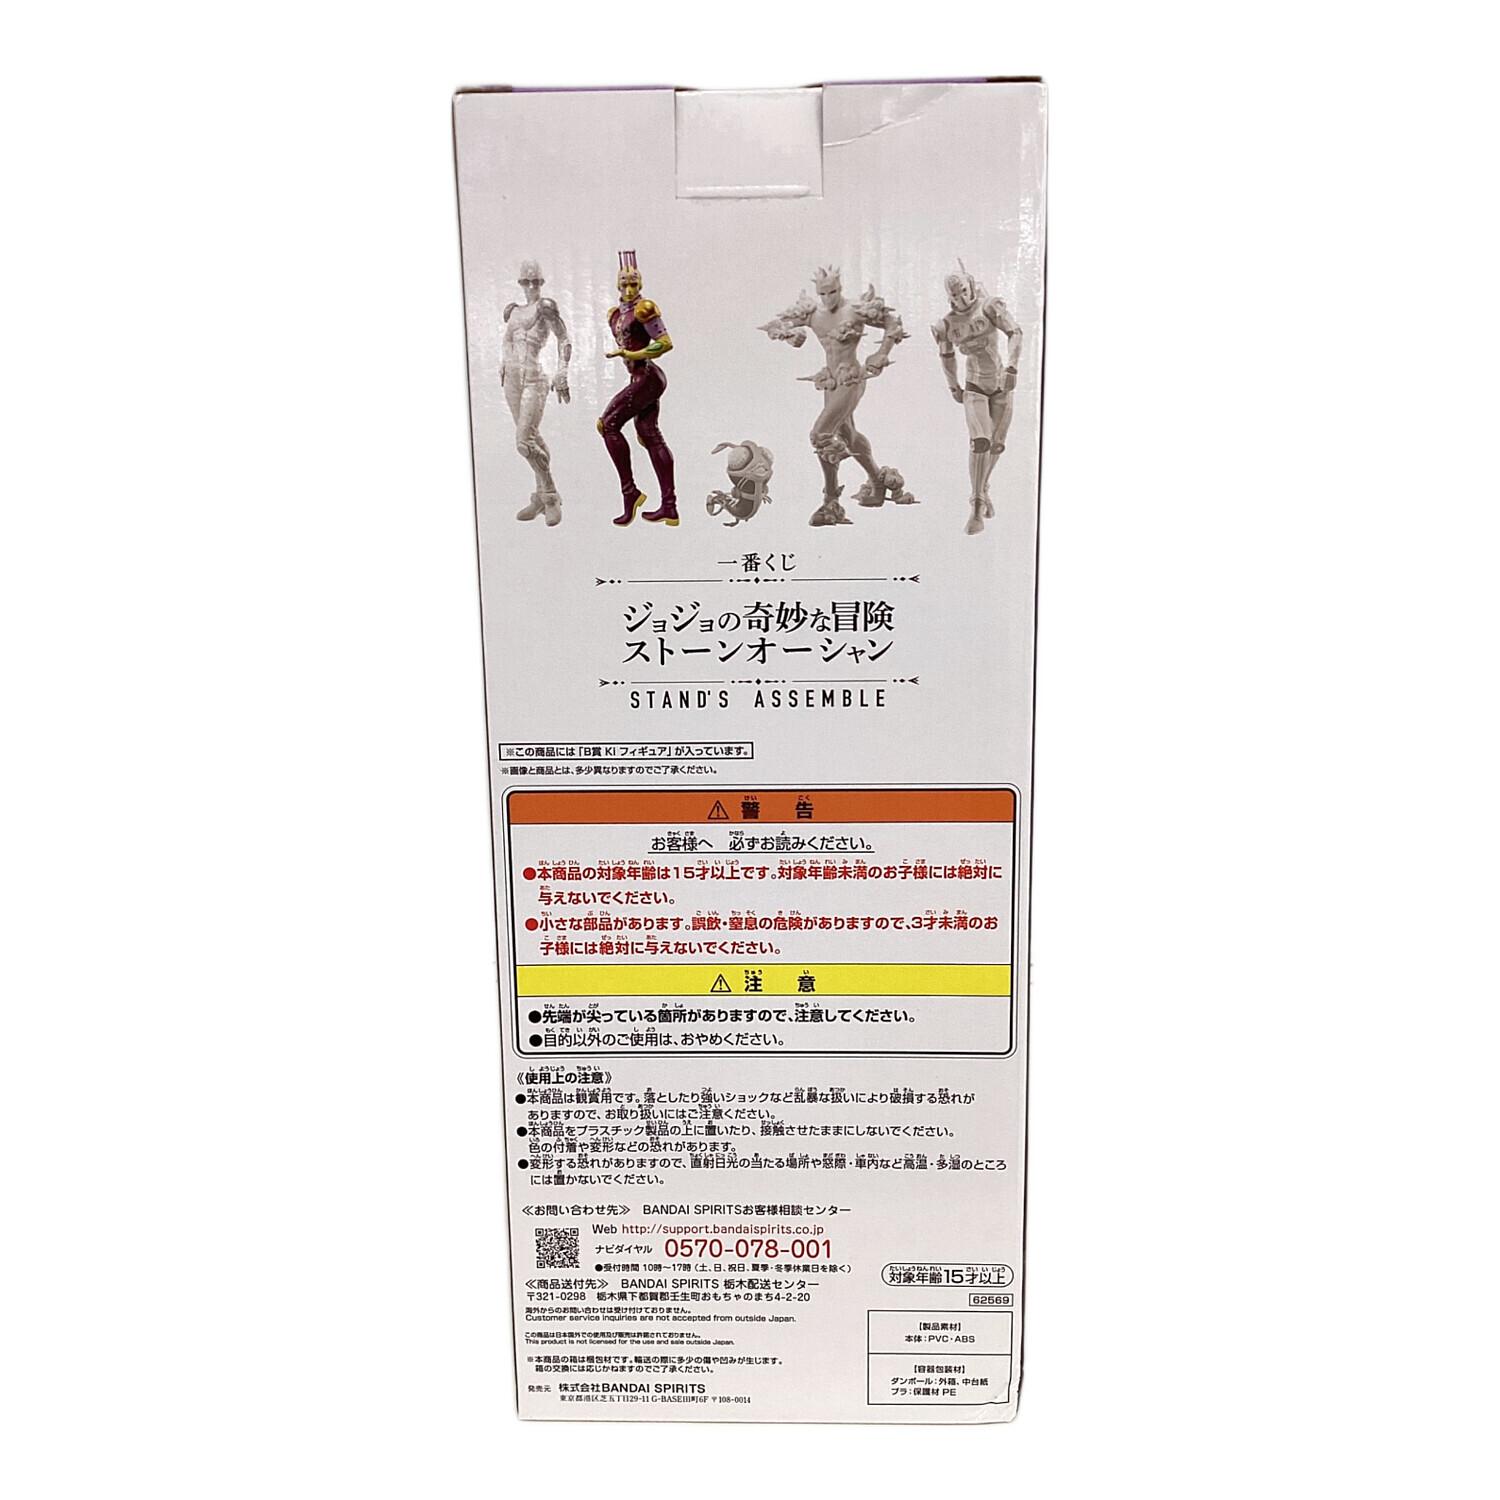 一番くじ
ジョジョの奇妙な冒険
ストーンオーシャン
STAND'S ASSEMBLE
※この商品には「B賞 KI フィギュア」が入っています。
※画像と商品とは、多少異なりますのでご了承ください。
⚠ 警告
お客様へ 必ずお読みください。
●本商品の対象年齢は15才以上です。対象年齢未満のお子様には絶対に
与えないでください。
●小さな部品があります。誤飲・窒息の危険がありますので、3才未満のお
子様には絶対に与えないでください。
⚠ 注意
●先端が尖っている箇所がありますので、注意してください。
●目的以外のご使用は、おやめください。
《使用上の注意》
●本商品は観賞用です。落としたり強いショックなど乱暴な扱いにより破損する恐れが
ありますので、お取り扱いにはご注意ください。
●本商品をプラスチック製品の上に置いたり、接触させたままにしないでください。
色の付着や変形などの恐れがあります。
●変形する恐れがありますので、直射日光の当たる場所や窓際・車内など高温・多湿のところ
には置かないでください。
≪お問い合わせ先≫ BANDAI SPIRITSお客様相談センター
Web http://support.bandaispirits.co.jp
ナビダイヤル 0570-078-001
●受付時間 10時〜17時（土、日、祝日、夏季・冬季休業日を除く）
≪商品送付先≫ BANDAI SPIRITS 栃木配送センター
〒321-0298 栃木県下都賀郡壬生町おもちゃのまち4-2-20
海外からのお問い合わせは受け付けておりません。
Customer service inquiries are not accepted from outside Japan.
この商品は日本国外での使用及び販売は許諾されておりません。
This product is not licensed for the use and sale outside Japan.
※本商品の箱は梱包材です。輸送の際に多少の傷や凹みが生じます。
箱の交換には応じかねますのでご了承ください。
発売元 株式会社BANDAI SPIRITS
東京都港区芝五丁目29-11 G-BASE田町6F 〒108-0014
対象年齢15才以上
62569
【製品素材】
本体：PVC・ABS
【容器包装材】
ダンボール：外箱、中台紙
プラ：保護材 PE